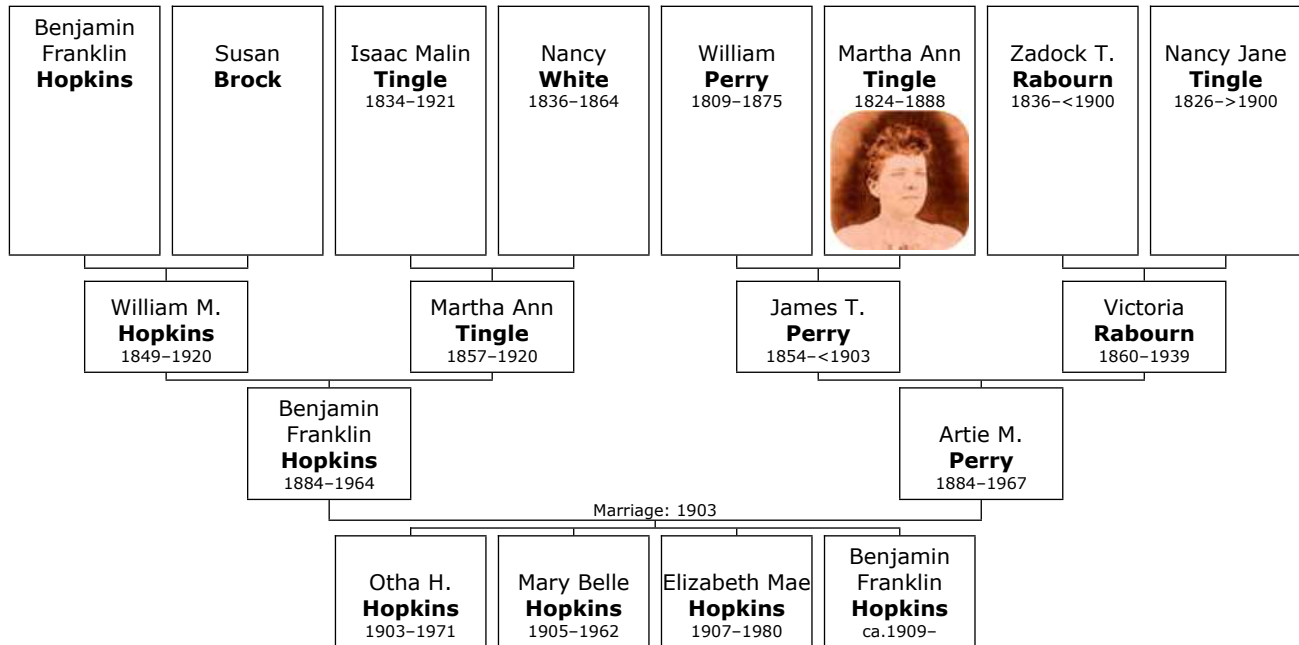 Benjamin
Franklin
Hopkins
Susan
Brock
Isaac Malin
Tingle
1834–1921
Nancy
White
1836–1864
William
Perry
1809–1875
Martha Ann
Tingle
1824–1888
Zadock T.
Rabourn
1836–<1900
Nancy Jane
Tingle
1826–>1900
William M.
Hopkins
1849–1920
Martha Ann
Tingle
1857–1920
James T.
Perry
1854–<1903
Victoria
Rabourn
1860–1939
Benjamin
Franklin
Hopkins
1884–1964
Artie M.
Perry
1884–1967
Marriage: 1903
Otha H.
Hopkins
1903–1971
Mary Belle
Hopkins
1905–1962
Elizabeth Mae
Hopkins
1907–1980
Benjamin
Franklin
Hopkins
ca.1909–